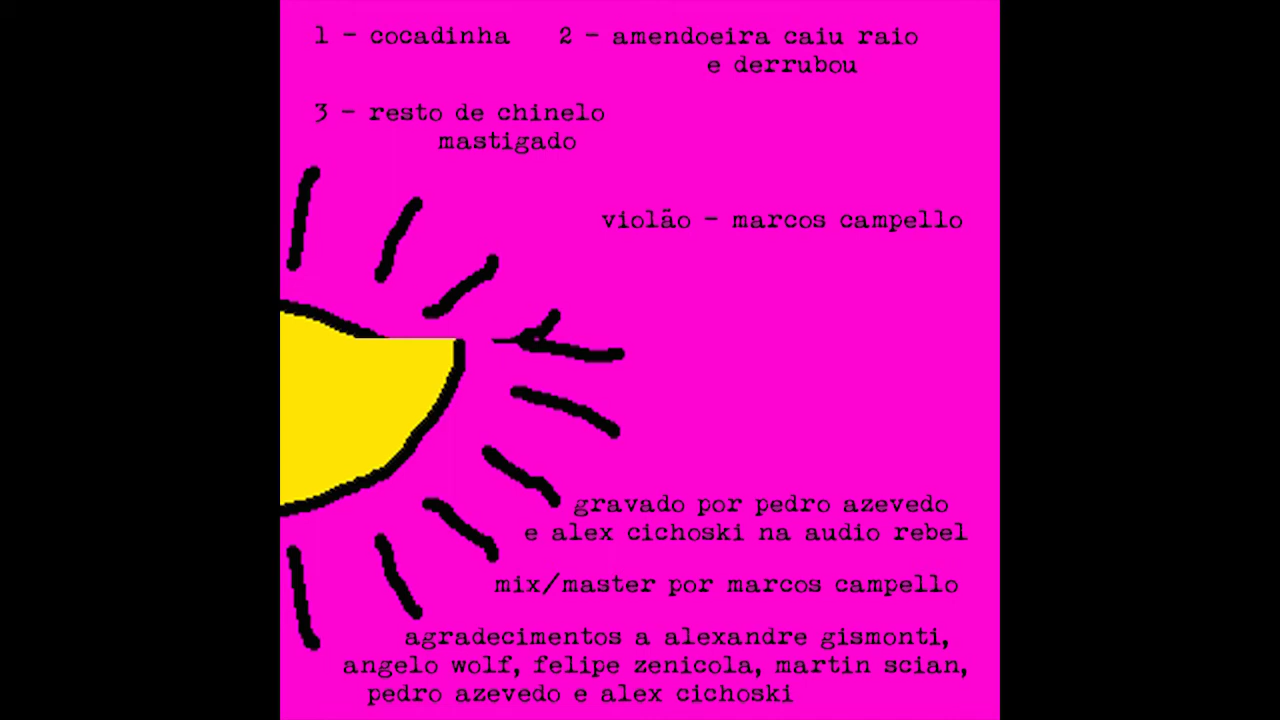 1 - cocadinha 2 - amendoeira caiu raio
e derrubou
3 - resto de chinelo
mastigado
violão - marcos campello
gravado por pedro azevedo
e alex cichoski na audio rebel
mix/master por marcos campello
agradecimentos a alexandre gismonti,
angelo wolf, felipe zenicola, martin scian,
pedro azevedo e alex cichoski